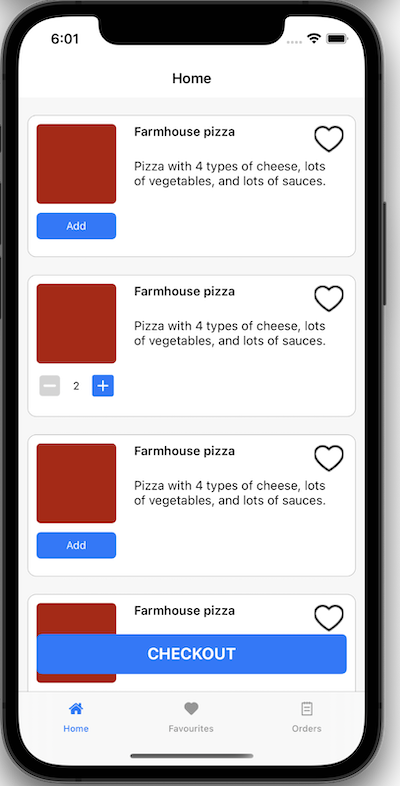 6:01
Home
Farmhouse pizza
Pizza with 4 types of cheese, lots
of vegetables, and lots of sauces.
Add
Farmhouse pizza
Pizza with 4 types of cheese, lots
of vegetables, and lots of sauces.
2
Farmhouse pizza
Pizza with 4 types of cheese, lots
of vegetables, and lots of sauces.
Add
Farmhouse pizza
CHECKOUT
Home Favourites Orders